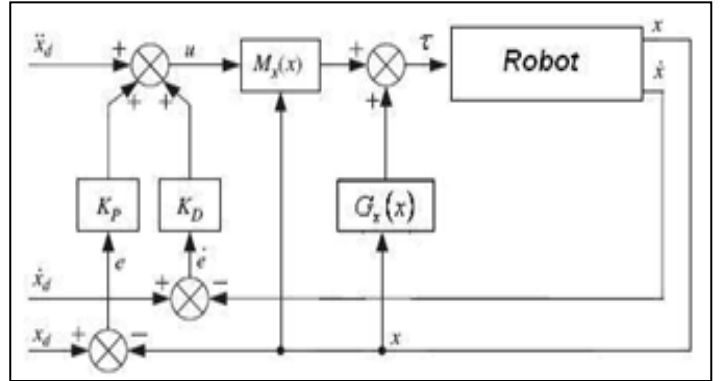 ẍ_d + u M_x(x) + τ Robot x
ẋ
+ + +
K_P K_D G_x(x)
e ė
ẋ_d + −
x_d + − x